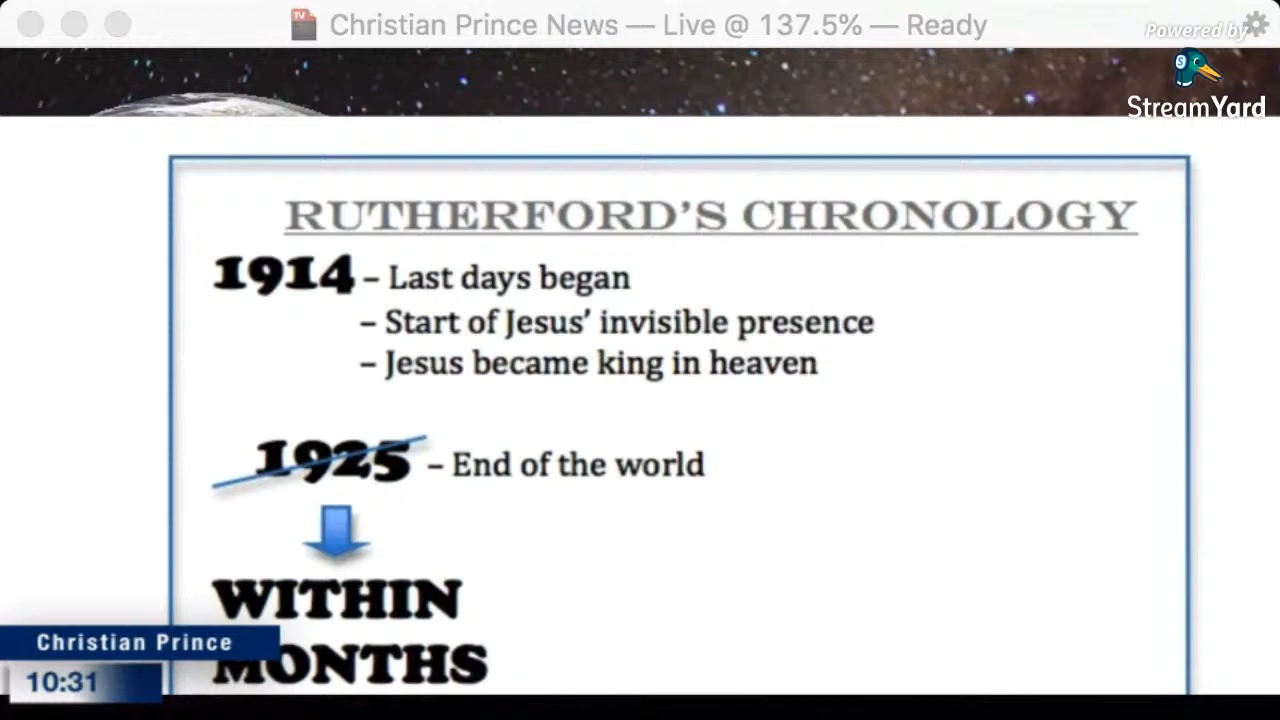 Christian Prince News — Live @ 137.5% — Ready
Powered by
StreamYard
RUTHERFORD'S CHRONOLOGY
1914 – Last days began
– Start of Jesus' invisible presence
– Jesus became king in heaven
1925 – End of the world
WITHIN
MONTHS
Christian Prince
10:31